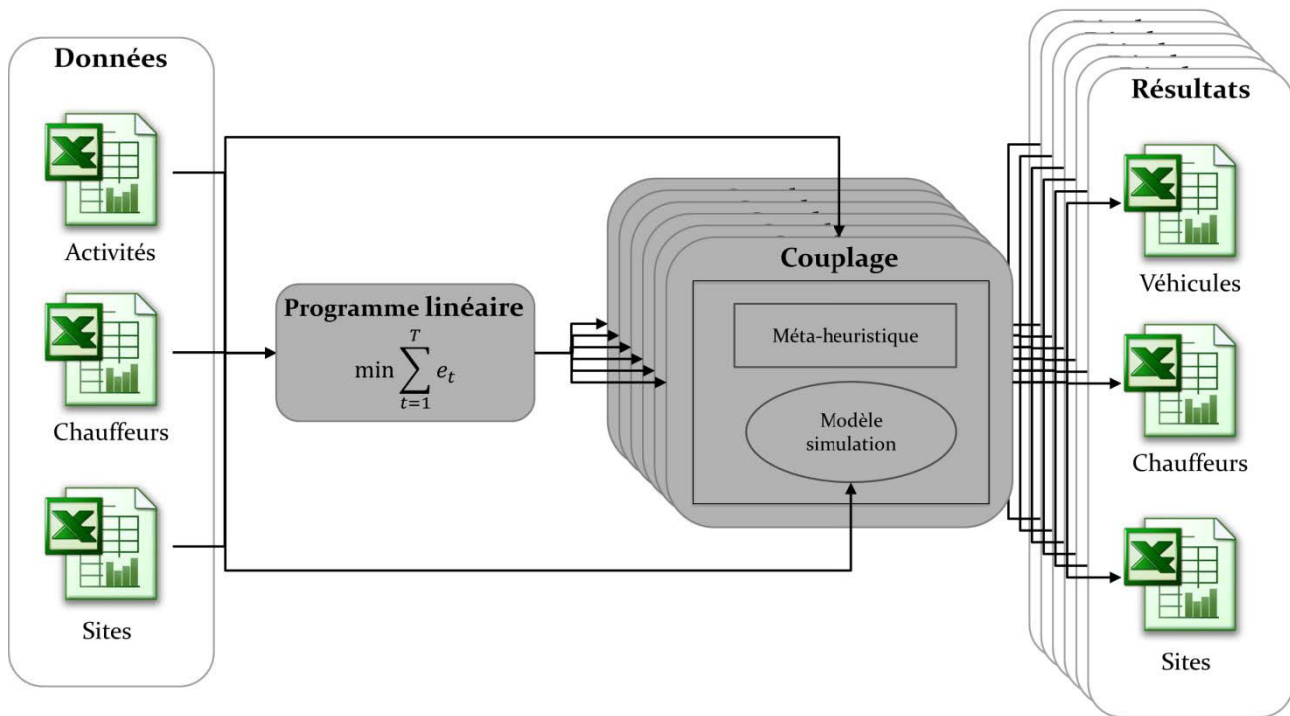 Données
Activités
Chauffeurs
Sites
Programme linéaire
T
min ∑ e_t
t=1
Couplage
Méta-heuristique
Modèle
simulation
Résultats
Véhicules
Chauffeurs
Sites